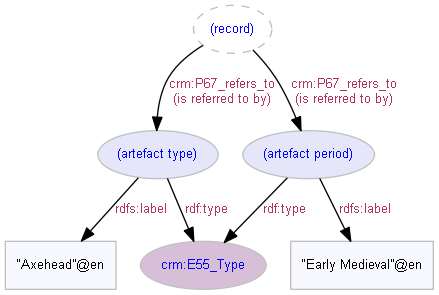 (record)
crm:P67_refers_to
(is referred to by)
crm:P67_refers_to
(is referred to by)
(artefact type)
(artefact period)
rdfs:label
rdf:type
rdf:type
rdfs:label
"Axehead"@en
crm:E55_Type
"Early Medieval"@en